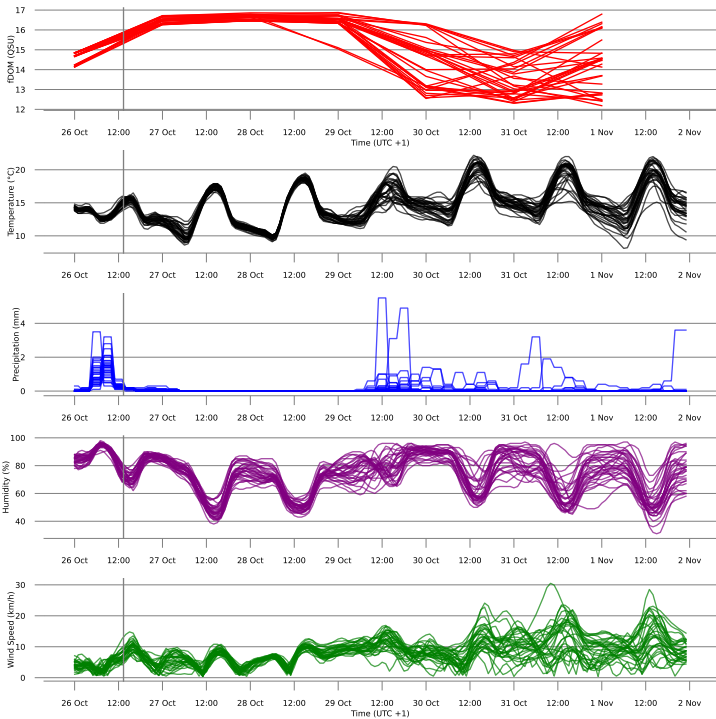 17
16
15
14
13
12
fDOM (QSU)
26 Oct 12:00 27 Oct 12:00 28 Oct 12:00 29 Oct 12:00 30 Oct 12:00 31 Oct 12:00 1 Nov 12:00 2 Nov
Time (UTC +1)
20
15
10
Temperature (°C)
26 Oct 12:00 27 Oct 12:00 28 Oct 12:00 29 Oct 12:00 30 Oct 12:00 31 Oct 12:00 1 Nov 12:00 2 Nov
4
2
0
Precipitation (mm)
26 Oct 12:00 27 Oct 12:00 28 Oct 12:00 29 Oct 12:00 30 Oct 12:00 31 Oct 12:00 1 Nov 12:00 2 Nov
100
80
60
40
Humidity (%)
26 Oct 12:00 27 Oct 12:00 28 Oct 12:00 29 Oct 12:00 30 Oct 12:00 31 Oct 12:00 1 Nov 12:00 2 Nov
30
20
10
0
Wind Speed (km/h)
26 Oct 12:00 27 Oct 12:00 28 Oct 12:00 29 Oct 12:00 30 Oct 12:00 31 Oct 12:00 1 Nov 12:00 2 Nov
Time (UTC +1)